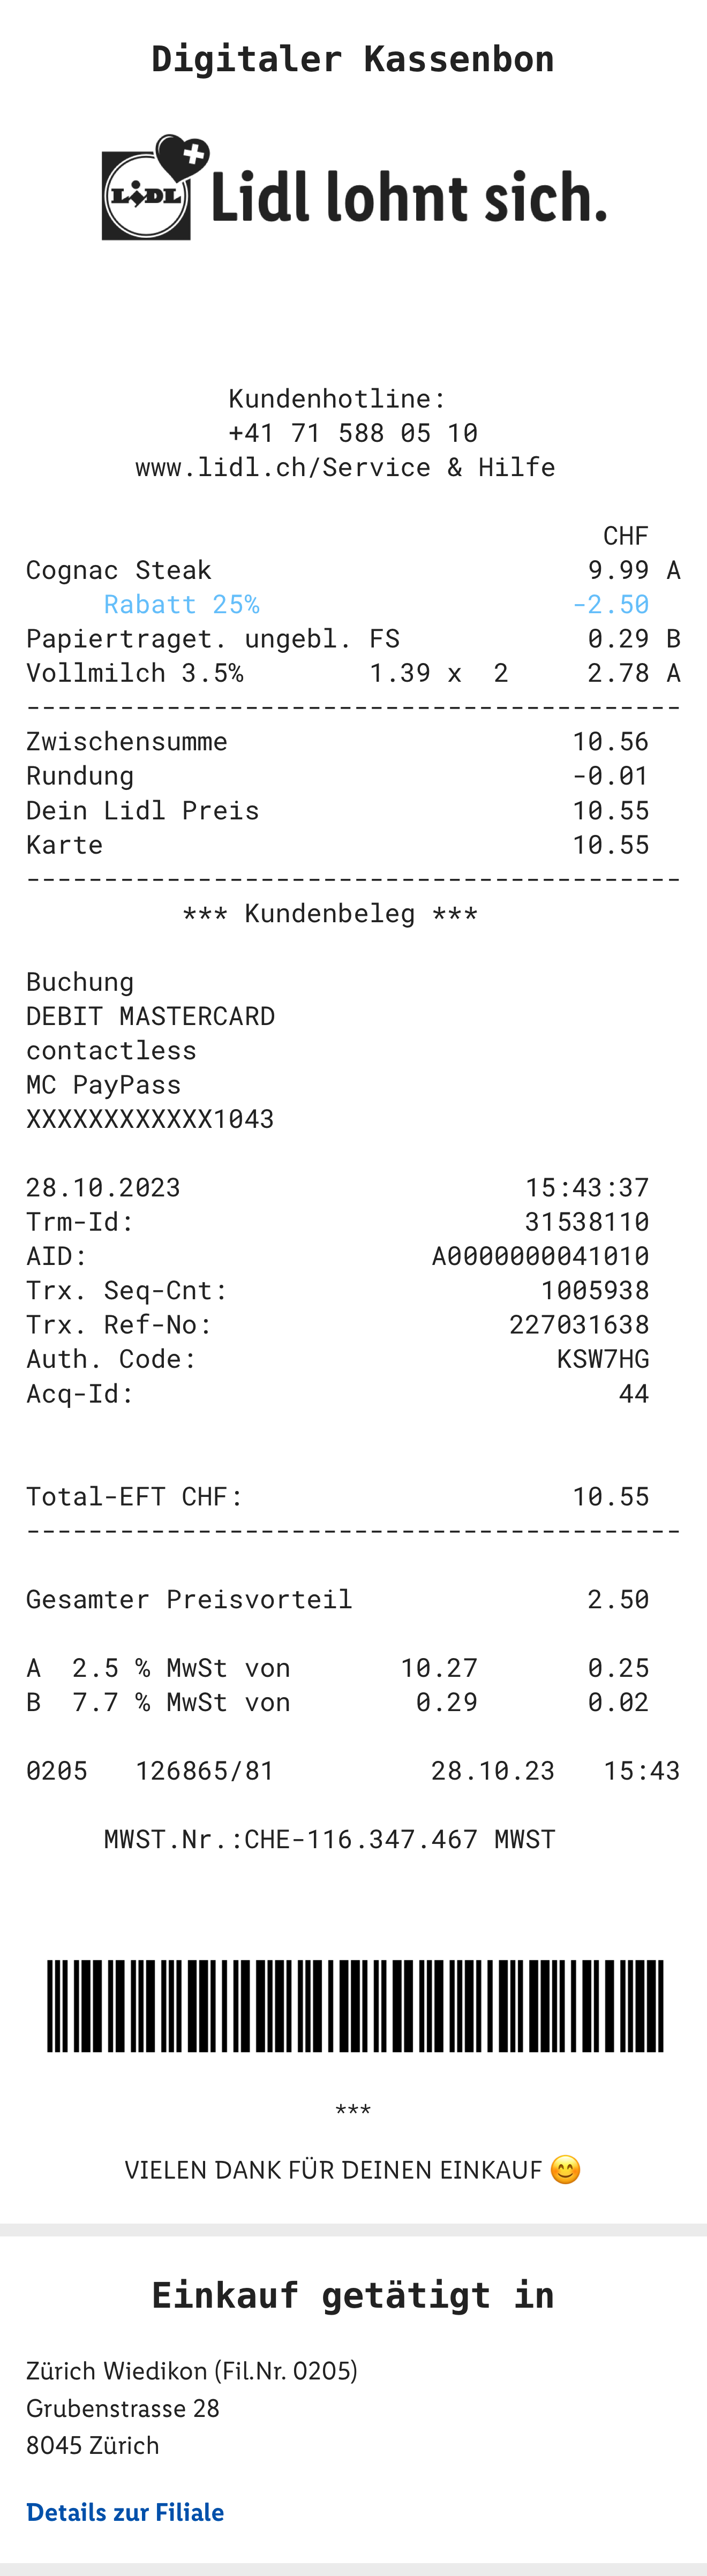 Digitaler Kassenbon
LIDL Lidl lohnt sich.
Kundenhotline:
+41 71 588 05 10
www.lidl.ch/Service & Hilfe
CHF
Cognac Steak 9.99 A
Rabatt 25% -2.50
Papiertraget. ungebl. FS 0.29 B
Vollmilch 3.5% 1.39 x 2 2.78 A
------------------------------------------
Zwischensumme 10.56
Rundung -0.01
Dein Lidl Preis 10.55
Karte 10.55
------------------------------------------
*** Kundenbeleg ***
Buchung
DEBIT MASTERCARD
contactless
MC PayPass
XXXXXXXXXXXX1043
28.10.2023 15:43:37
Trm-Id: 31538110
AID: A0000000041010
Trx. Seq-Cnt: 1005938
Trx. Ref-No: 227031638
Auth. Code: KSW7HG
Acq-Id: 44
Total-EFT CHF: 10.55
------------------------------------------
Gesamter Preisvorteil 2.50
A 2.5 % MwSt von 10.27 0.25
B 7.7 % MwSt von 0.29 0.02
0205 126865/81 28.10.23 15:43
MWST.Nr.:CHE-116.347.467 MWST
***
VIELEN DANK FÜR DEINEN EINKAUF 😊
Einkauf getätigt in
Zürich Wiedikon (Fil.Nr. 0205)
Grubenstrasse 28
8045 Zürich
Details zur Filiale